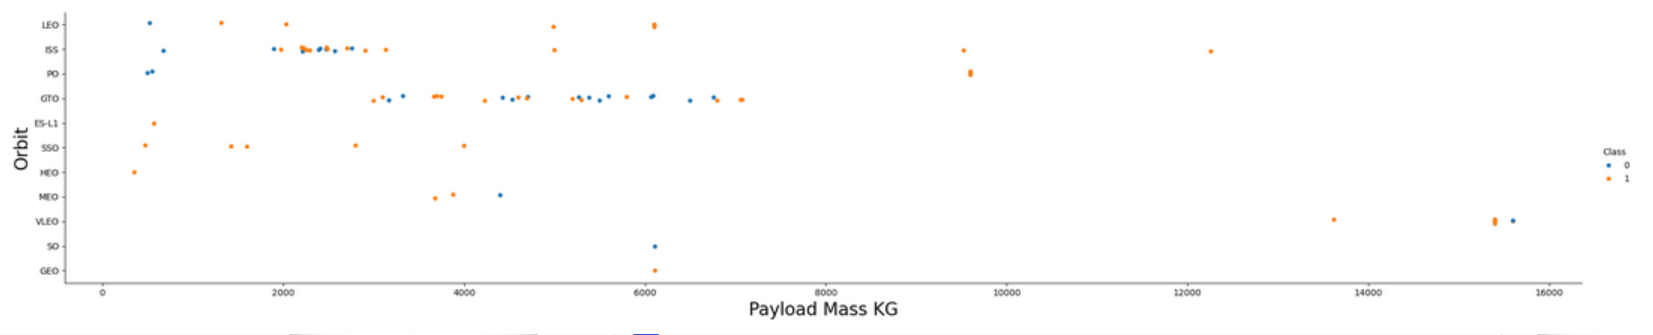 LEO
ISS
PO
GTO
ES-L1
SSO
HEO
MEO
VLEO
SO
GEO
Orbit
0 2000 4000 6000 8000 10000 12000 14000 16000
Payload Mass KG
Class
0
1